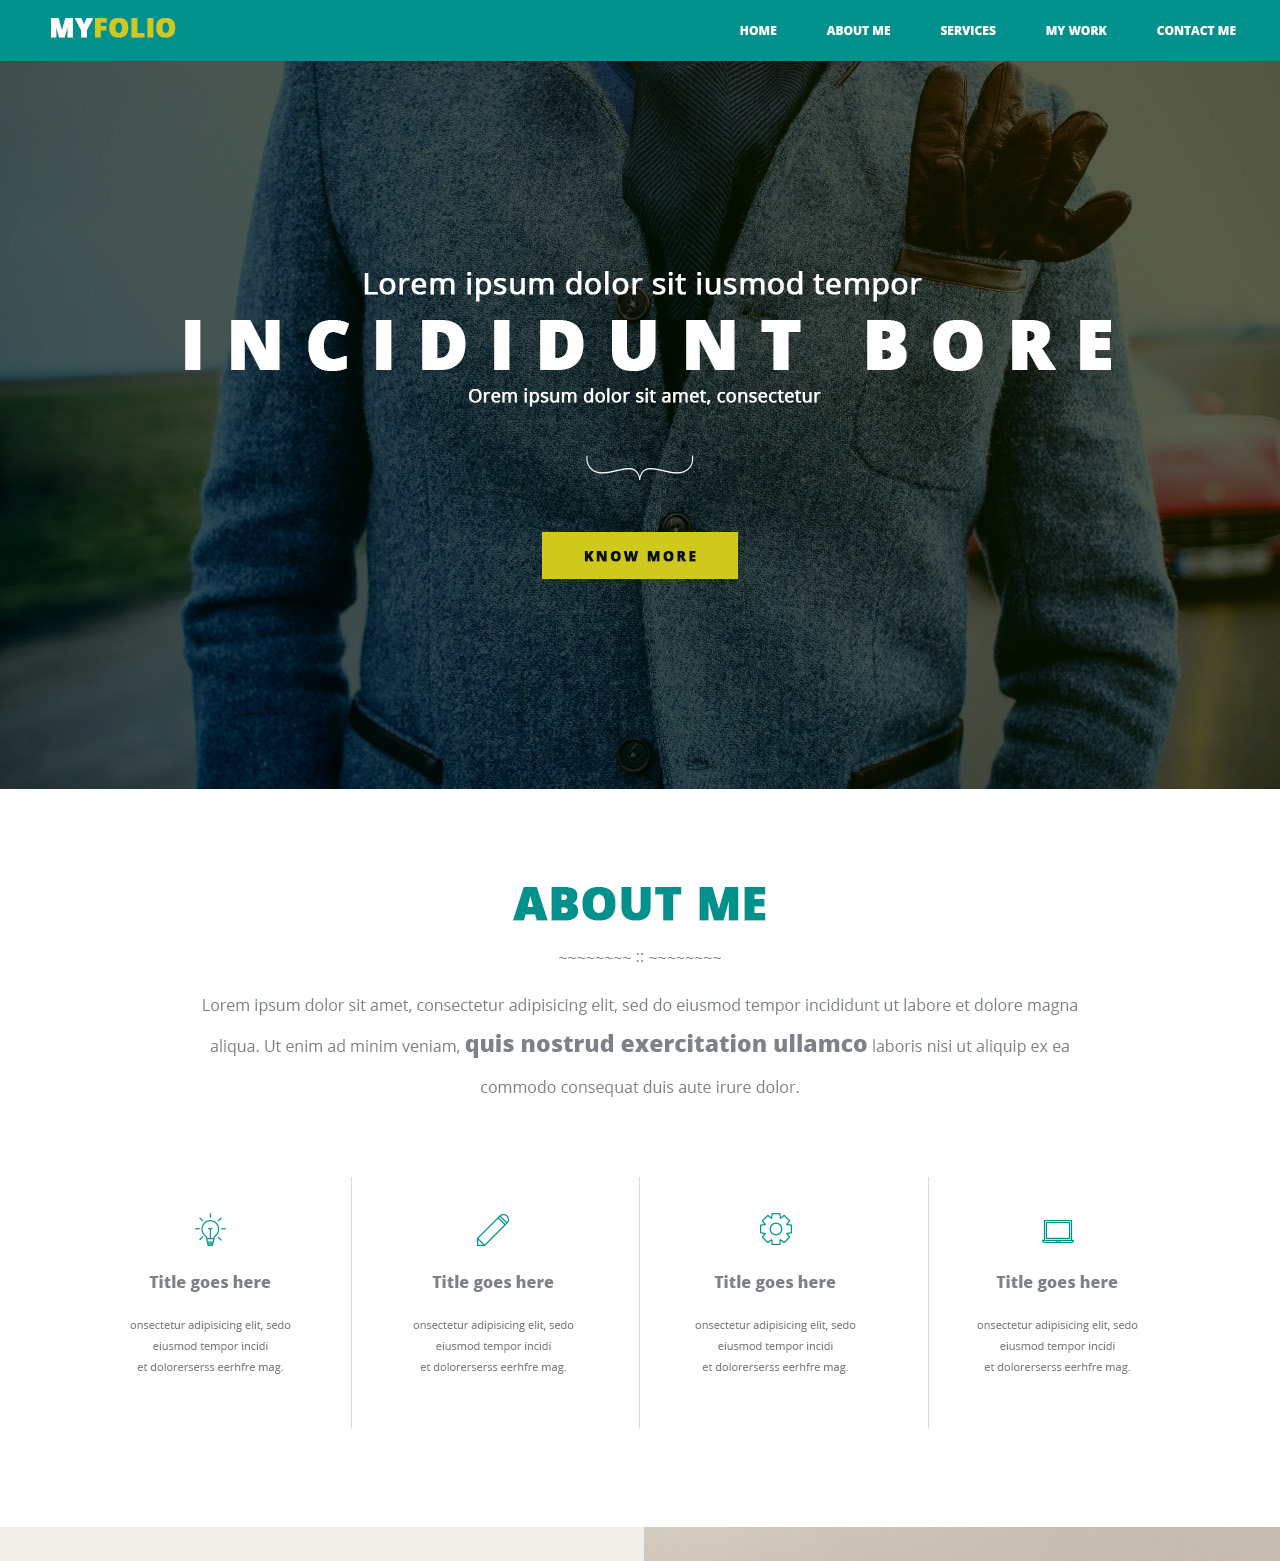 MYFOLIO
HOME ABOUT ME SERVICES MY WORK CONTACT ME
Lorem ipsum dolor sit iusmod tempor
INCIDIDUNT BORE
Orem ipsum dolor sit amet, consectetur
KNOW MORE
ABOUT ME
~~~~~~~~ :: ~~~~~~~~
Lorem ipsum dolor sit amet, consectetur adipisicing elit, sed do eiusmod tempor incididunt ut labore et dolore magna
aliqua. Ut enim ad minim veniam, quis nostrud exercitation ullamco laboris nisi ut aliquip ex ea
commodo consequat duis aute irure dolor.
Title goes here
onsectetur adipisicing elit, sedo
eiusmod tempor incidi
et dolorerserss eerhfre mag.
Title goes here
onsectetur adipisicing elit, sedo
eiusmod tempor incidi
et dolorerserss eerhfre mag.
Title goes here
onsectetur adipisicing elit, sedo
eiusmod tempor incidi
et dolorerserss eerhfre mag.
Title goes here
onsectetur adipisicing elit, sedo
eiusmod tempor incidi
et dolorerserss eerhfre mag.